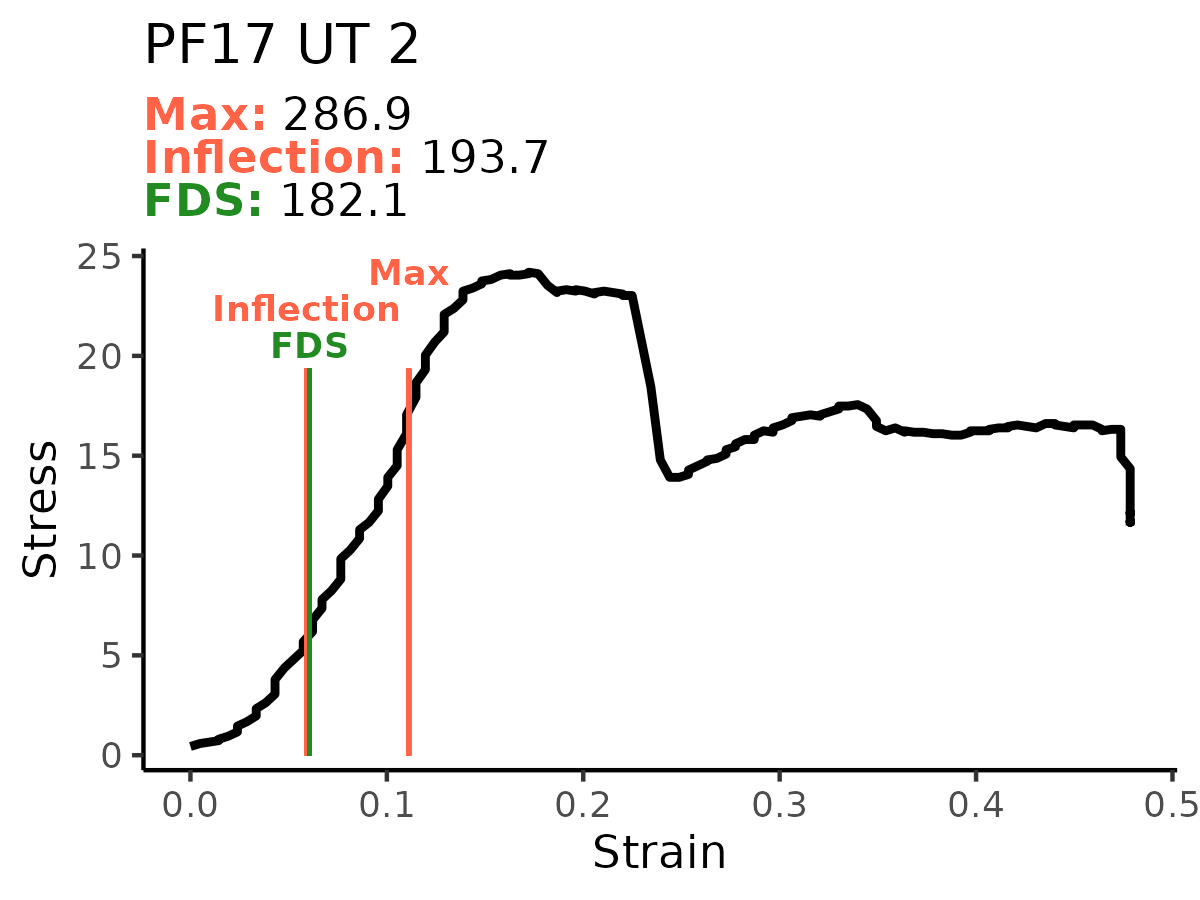 PF17 UT 2
Max: 286.9
Inflection: 193.7
FDS: 182.1
Max
Inflection
FDS
25
20
15
10
5
0
Stress
0.0 0.1 0.2 0.3 0.4 0.5
Strain